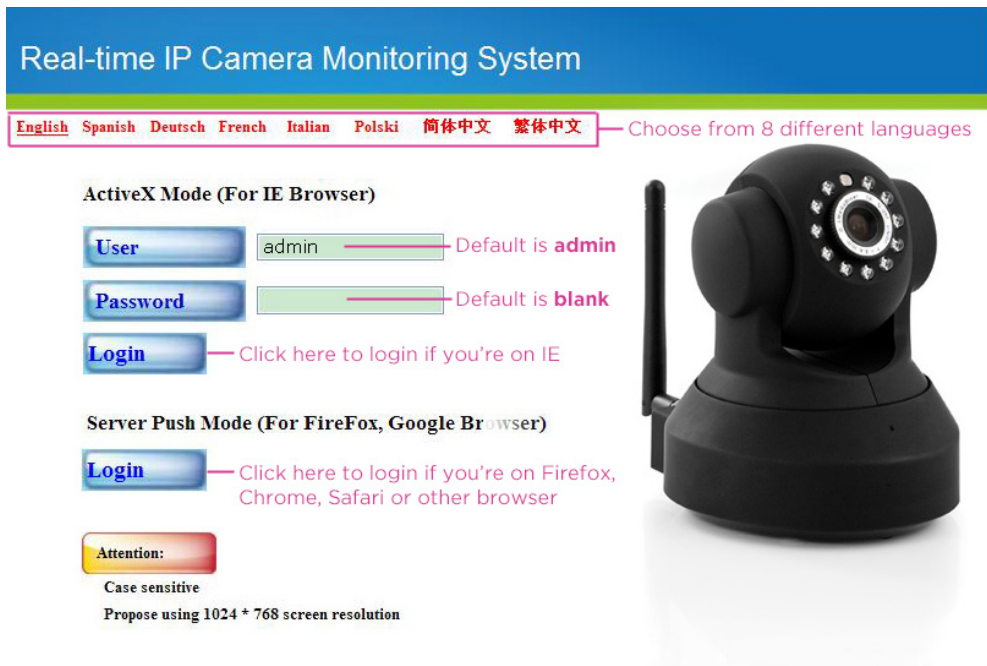 Real-time IP Camera Monitoring System
English Spanish Deutsch French Italian Polski 简体中文 繁体中文
Choose from 8 different languages
ActiveX Mode (For IE Browser)
User
admin
Default is admin
Password
Default is blank
Login
Click here to login if you're on IE
Server Push Mode (For FireFox, Google Browser)
Login
Click here to login if you're on Firefox,
Chrome, Safari or other browser
Attention:
Case sensitive
Propose using 1024 * 768 screen resolution